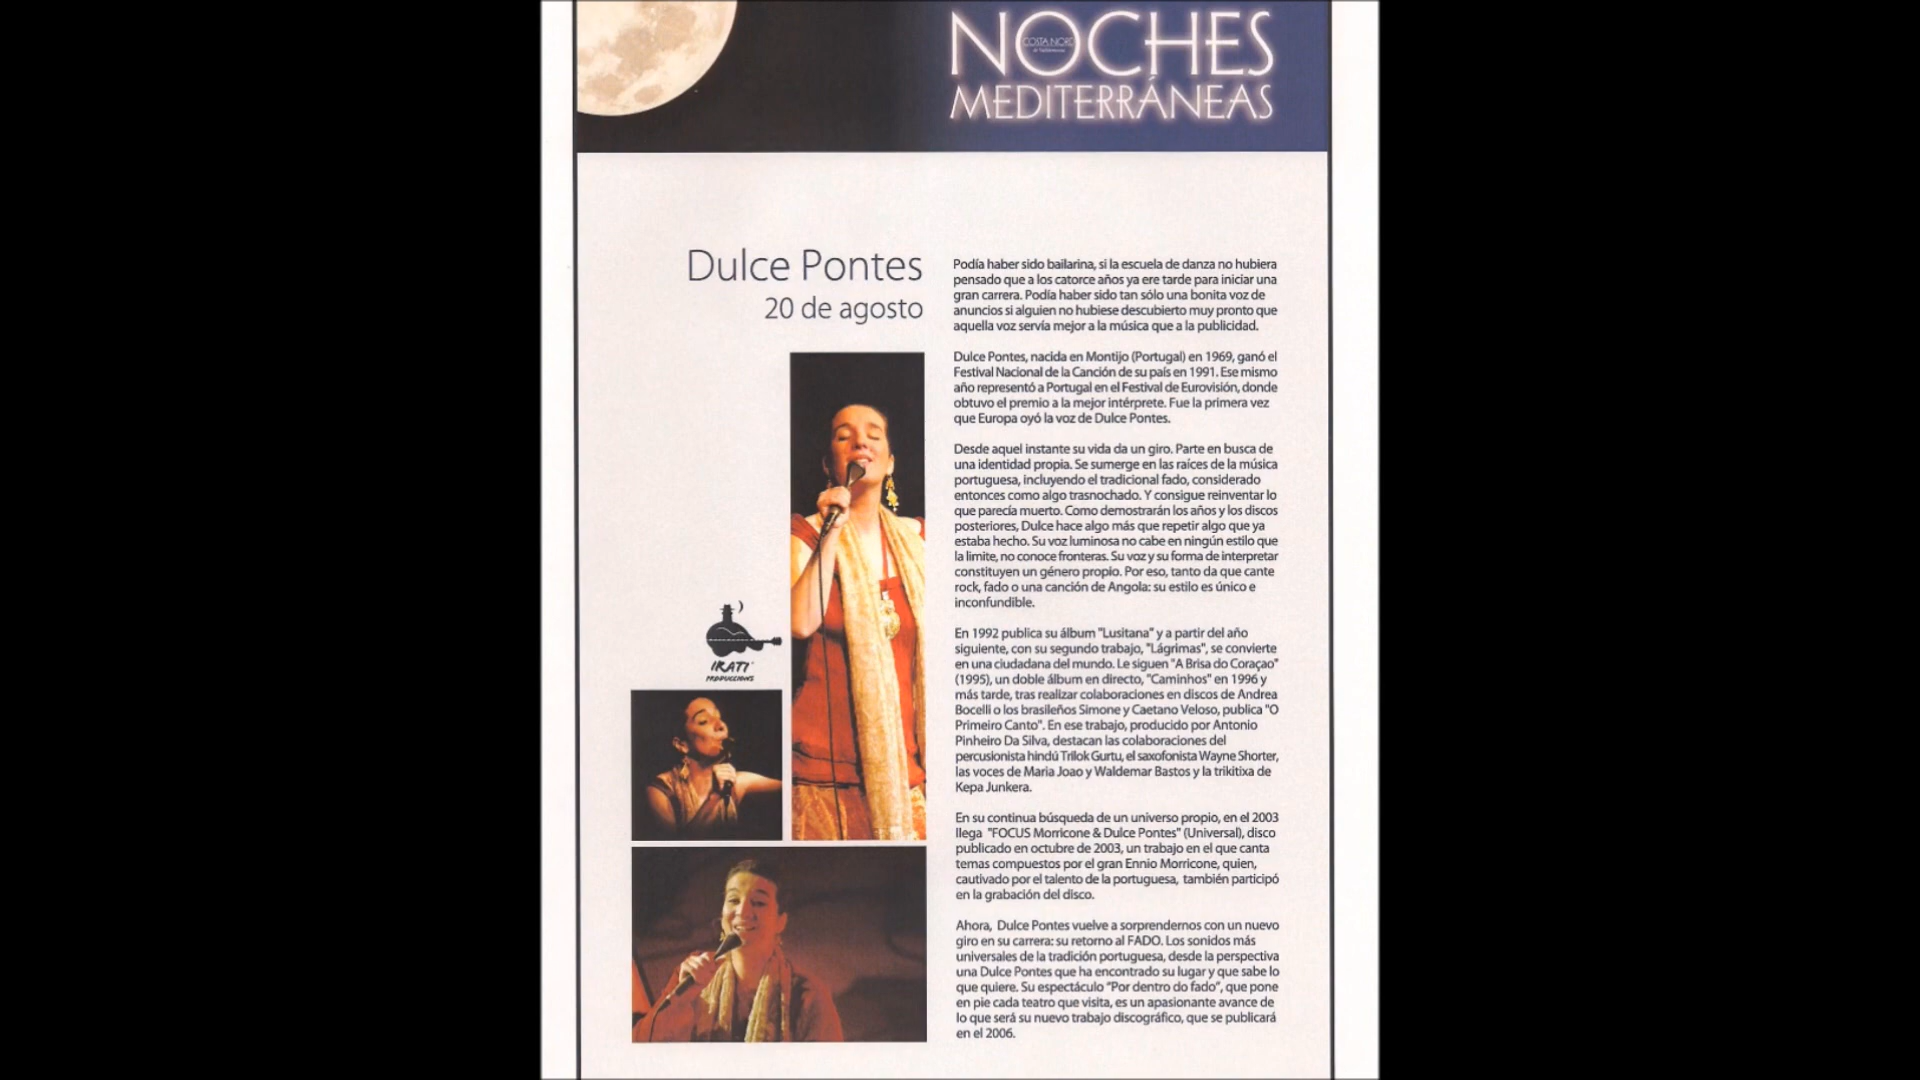 NOCHES
COSTA NORD
MEDITERRÁNEAS
Dulce Pontes
20 de agosto
Podía haber sido bailarina, si la escuela de danza no hubiera
pensado que a los catorce años ya ere tarde para iniciar una
gran carrera. Podía haber sido tan sólo una bonita voz de
anuncios si alguien no hubiese descubierto muy pronto que
aquella voz servía mejor a la música que a la publicidad.
Dulce Pontes, nacida en Montijo (Portugal) en 1969, ganó el
Festival Nacional de la Canción de su país en 1991. Ese mismo
año representó a Portugal en el Festival de Eurovisión, donde
obtuvo el premio a la mejor intérprete. Fue la primera vez
que Europa oyó la voz de Dulce Pontes.
Desde aquel instante su vida da un giro. Parte en busca de
una identidad propia. Se sumerge en las raíces de la música
portuguesa, incluyendo el tradicional fado, considerado
entonces como algo trasnochado. Y consigue reinventar lo
que parecía muerto. Como demostrarán los años y los discos
posteriores, Dulce hace algo más que repetir algo que ya
estaba hecho. Su voz luminosa no cabe en ningún estilo que
la limite, no conoce fronteras. Su voz y su forma de interpretar
constituyen un género propio. Por eso, tanto da que cante
rock, fado o una canción de Angola: su estilo es único e
inconfundible.
En 1992 publica su álbum "Lusitana" y a partir del año
siguiente, con su segundo trabajo, "Lágrimas", se convierte
en una ciudadana del mundo. Le siguen "A Brisa do Coraçao"
(1995), un doble álbum en directo, "Caminhos" en 1996 y
más tarde, tras realizar colaboraciones en discos de Andrea
Bocelli o los brasileños Simone y Caetano Veloso, publica "O
Primeiro Canto". En ese trabajo, producido por Antonio
Pinheiro Da Silva, destacan las colaboraciones del
percusionista hindú Trilok Gurtu, el saxofonista Wayne Shorter,
las voces de Maria Joao y Waldemar Bastos y la trikitixa de
Kepa Junkera.
En su continua búsqueda de un universo propio, en el 2003
llega "FOCUS Morricone & Dulce Pontes" (Universal), disco
publicado en octubre de 2003, un trabajo en el que canta
temas compuestos por el gran Ennio Morricone, quien,
cautivado por el talento de la portuguesa, también participó
en la grabación del disco.
Ahora, Dulce Pontes vuelve a sorprendernos con un nuevo
giro en su carrera: su retorno al FADO. Los sonidos más
universales de la tradición portuguesa, desde la perspectiva
una Dulce Pontes que ha encontrado su lugar y que sabe lo
que quiere. Su espectáculo "Por dentro do fado", que pone
en pie cada teatro que visita, es un apasionante avance de
lo que será su nuevo trabajo discográfico, que se publicará
en el 2006.
IRATI
PRODUCCIONS